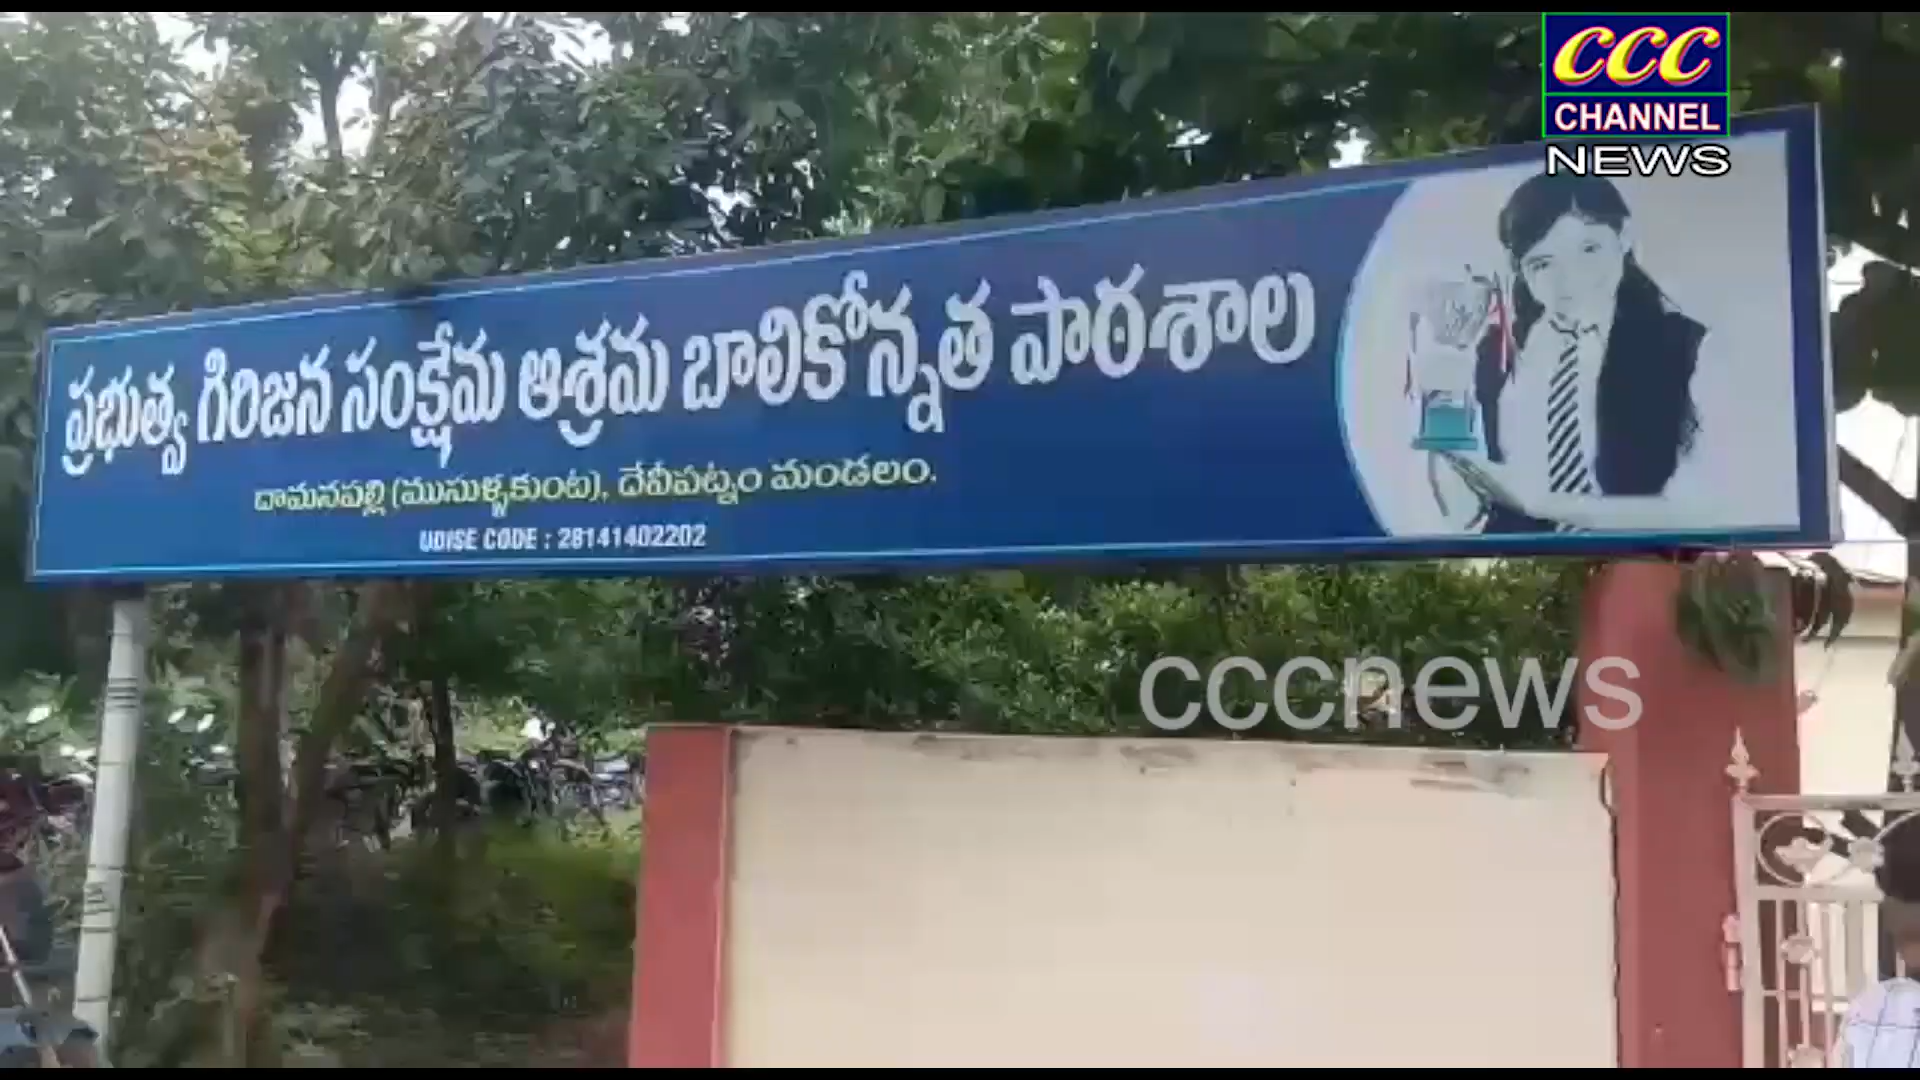 CCC
CHANNEL
NEWS
ప్రభుత్వ గిరిజన సంక్షేమ ఆశ్రమ బాలికోన్నత పాఠశాల
దామనపల్లి (ముసుళ్ళకుంట), దేవీపట్నం మండలం.
UDISE CODE : 28141402202
cccnews